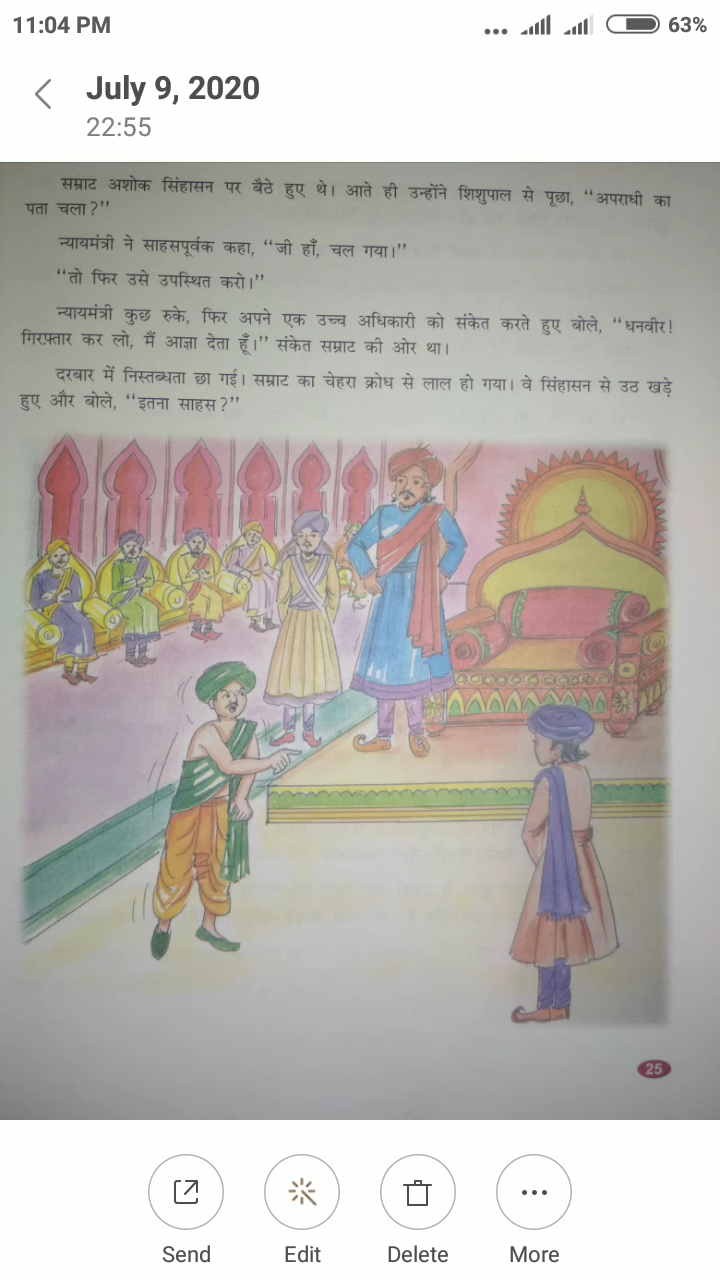 11:04 PM
63%
July 9, 2020
22:55
सम्राट अशोक सिंहासन पर बैठे हुए थे। आते ही उन्होंने शिशुपाल से पूछा, “अपराधी का
पता चला?”
न्यायमंत्री ने साहसपूर्वक कहा, “जी हाँ, चल गया।”
“तो फिर उसे उपस्थित करो।”
न्यायमंत्री कुछ रुके, फिर अपने एक उच्च अधिकारी को संकेत करते हुए बोले, “धनवीर!
गिरफ़्तार कर लो, मैं आज्ञा देता हूँ।” संकेत सम्राट की ओर था।
दरबार में निस्तब्धता छा गई। सम्राट का चेहरा क्रोध से लाल हो गया। वे सिंहासन से उठ खड़े
हुए और बोले, “इतना साहस?”
25
Send Edit Delete More